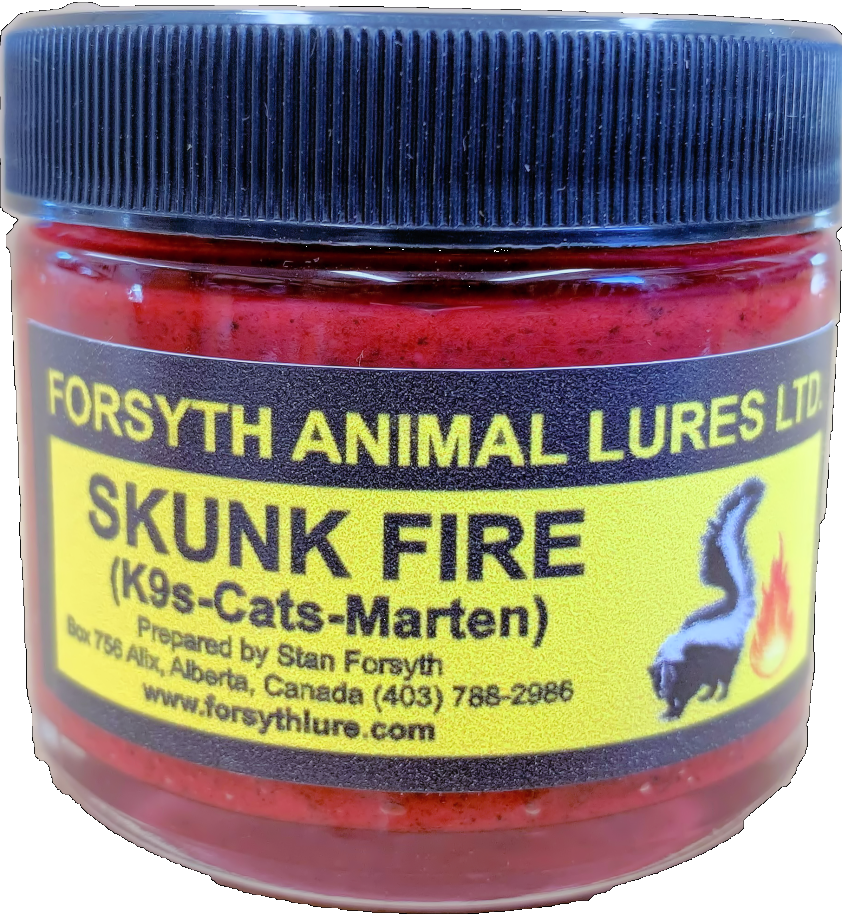 FORSYTH ANIMAL LURES LTD.
SKUNK FIRE
(K9s-Cats-Marten)
Prepared by Stan Forsyth
Box 756 Alix, Alberta, Canada (403) 788-2986
www.forsythlure.com